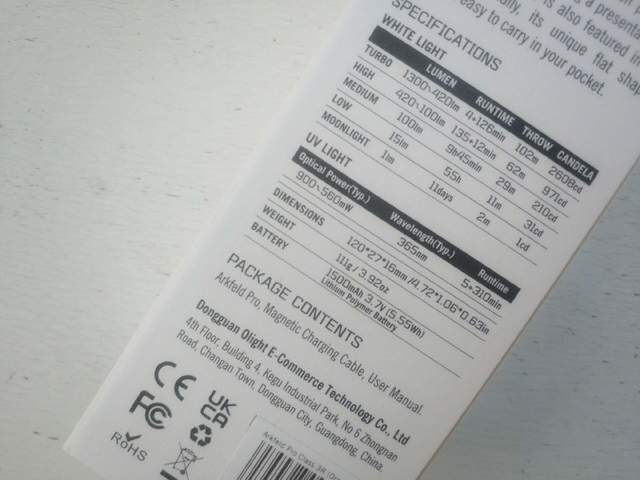 a present
is also featured in
its unique flat shap
easy to carry in your pocket.
SPECIFICATIONS
WHITE LIGHT LUMEN RUNTIME THROW CANDELA
TURBO 1300~420lm 4+126min 102m 2608cd
HIGH 420~100lm 135+12min 62m 971cd
MEDIUM 100lm 9h45min 29m 210cd
LOW 15lm 55h 11m 31cd
MOONLIGHT 1lm 11days 2m 1cd
UV LIGHT
Optical Power(Typ.) Wavelength(Typ.) Runtime
900~560mW 365nm 5+310min
DIMENSIONS 120*27*16mm /4.72*1.06*0.63in
WEIGHT 111g / 3.92oz
BATTERY 1500mAh 3.7V (5.55Wh)
Lithium Polymer Battery
PACKAGE CONTENTS
Arkfeld Pro, Magnetic Charging Cable, User Manual.
Dongguan Olight E-Commerce Technology Co., Ltd
4th Floor, Building 4, Kegu Industrial Park, No 6 Zhongnan
Road, Changan Town, Dongguan City, Guangdong, China.
CE UK
CA
FC
RoHS
Arkfeld Pro Class 3R